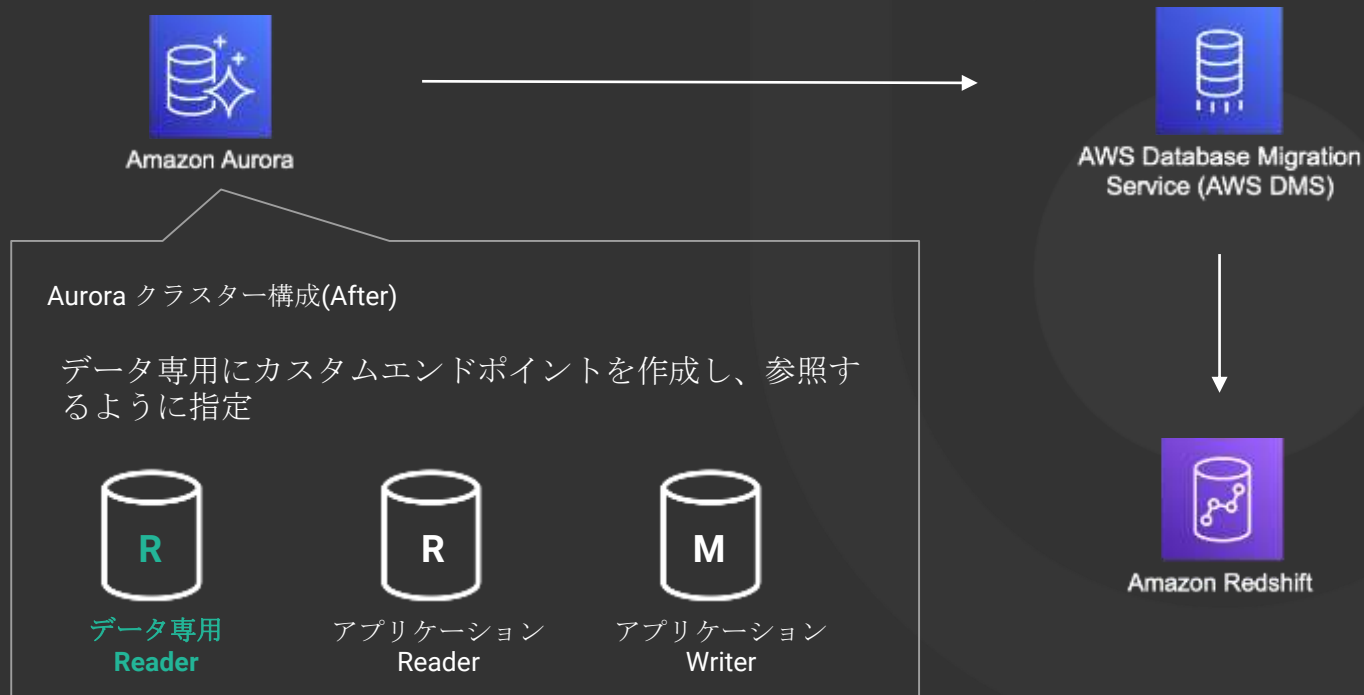 Amazon Aurora
AWS Database Migration
Service (AWS DMS)
Aurora クラスター構成(After)
データ専用にカスタムエンドポイントを作成し、参照す
るように指定
R
R
M
データ専用
Reader
アプリケーション
Reader
アプリケーション
Writer
Amazon Redshift